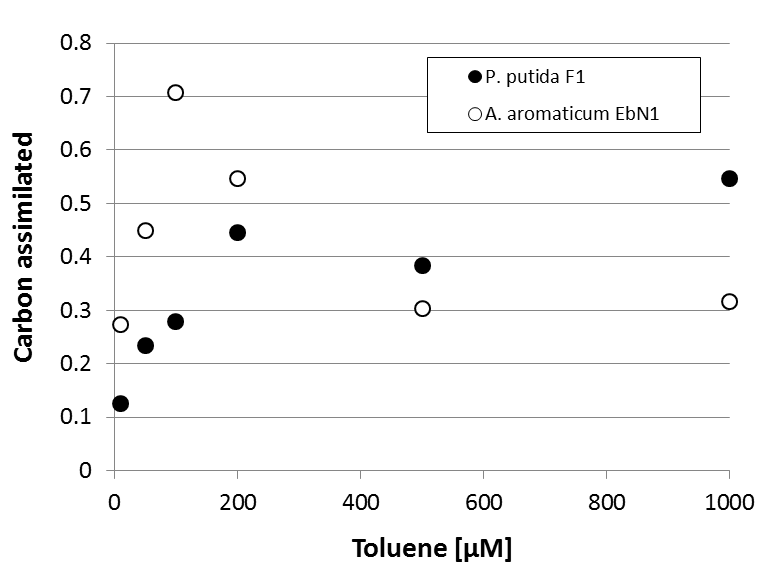 0.8
0.7
0.6
0.5
0.4
0.3
0.2
0.1
0
Carbon assimilated
P. putida F1
A. aromaticum EbN1
0 200 400 600 800 1000
Toluene [µM]